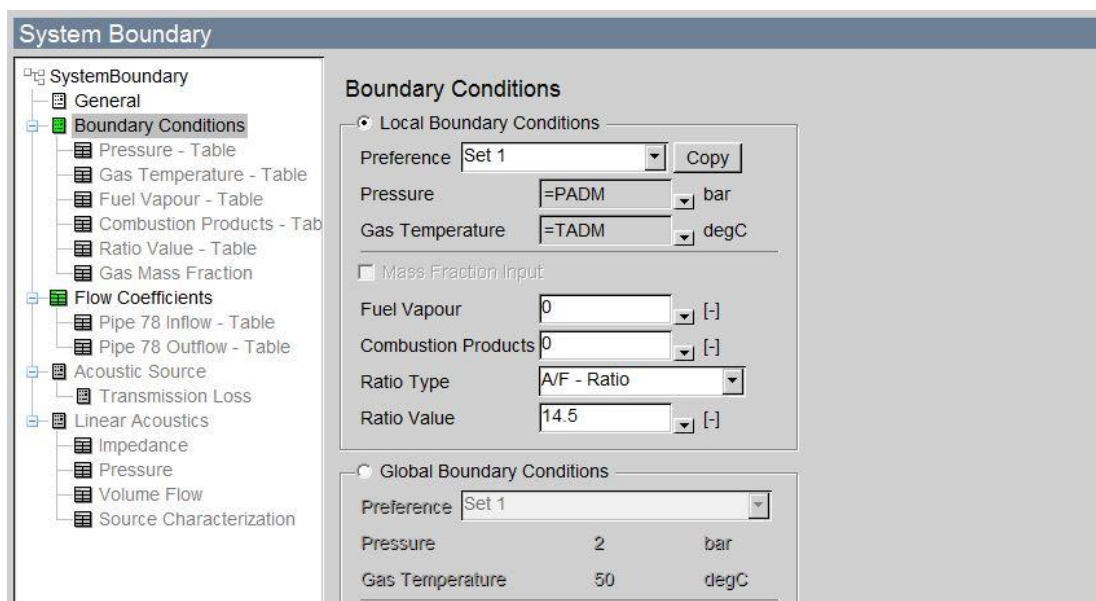 System Boundary
SystemBoundary
General
Boundary Conditions
Pressure - Table
Gas Temperature - Table
Fuel Vapour - Table
Combustion Products - Tab
Ratio Value - Table
Gas Mass Fraction
Flow Coefficients
Pipe 78 Inflow - Table
Pipe 78 Outflow - Table
Acoustic Source
Transmission Loss
Linear Acoustics
Impedance
Pressure
Volume Flow
Source Characterization
Boundary Conditions
Local Boundary Conditions
Preference Set 1 Copy
Pressure =PADM bar
Gas Temperature =TADM degC
Mass Fraction Input
Fuel Vapour 0 [-]
Combustion Products 0 [-]
Ratio Type A/F - Ratio
Ratio Value 14.5 [-]
Global Boundary Conditions
Preference Set 1
Pressure 2 bar
Gas Temperature 50 degC